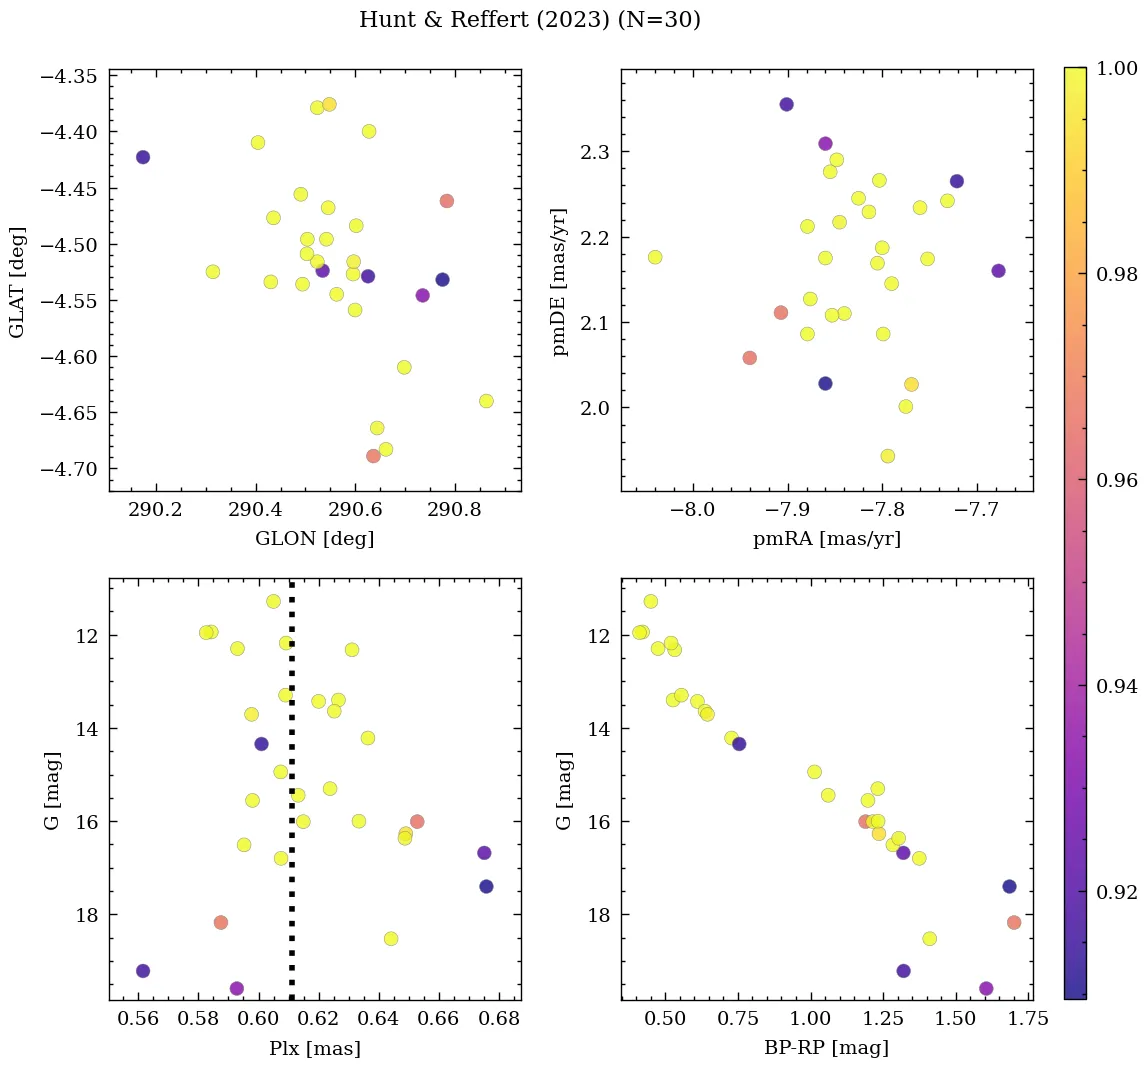 Hunt & Reffert (2023) (N=30)
−4.35
−4.40
−4.45
−4.50
−4.55
−4.60
−4.65
−4.70
GLAT [deg]
290.2 290.4 290.6 290.8
GLON [deg]
2.3
2.2
2.1
2.0
pmDE [mas/yr]
−8.0 −7.9 −7.8 −7.7
pmRA [mas/yr]
12
14
16
18
G [mag]
0.56 0.58 0.60 0.62 0.64 0.66 0.68
Plx [mas]
12
14
16
18
G [mag]
0.50 0.75 1.00 1.25 1.50 1.75
BP-RP [mag]
1.00
0.98
0.96
0.94
0.92